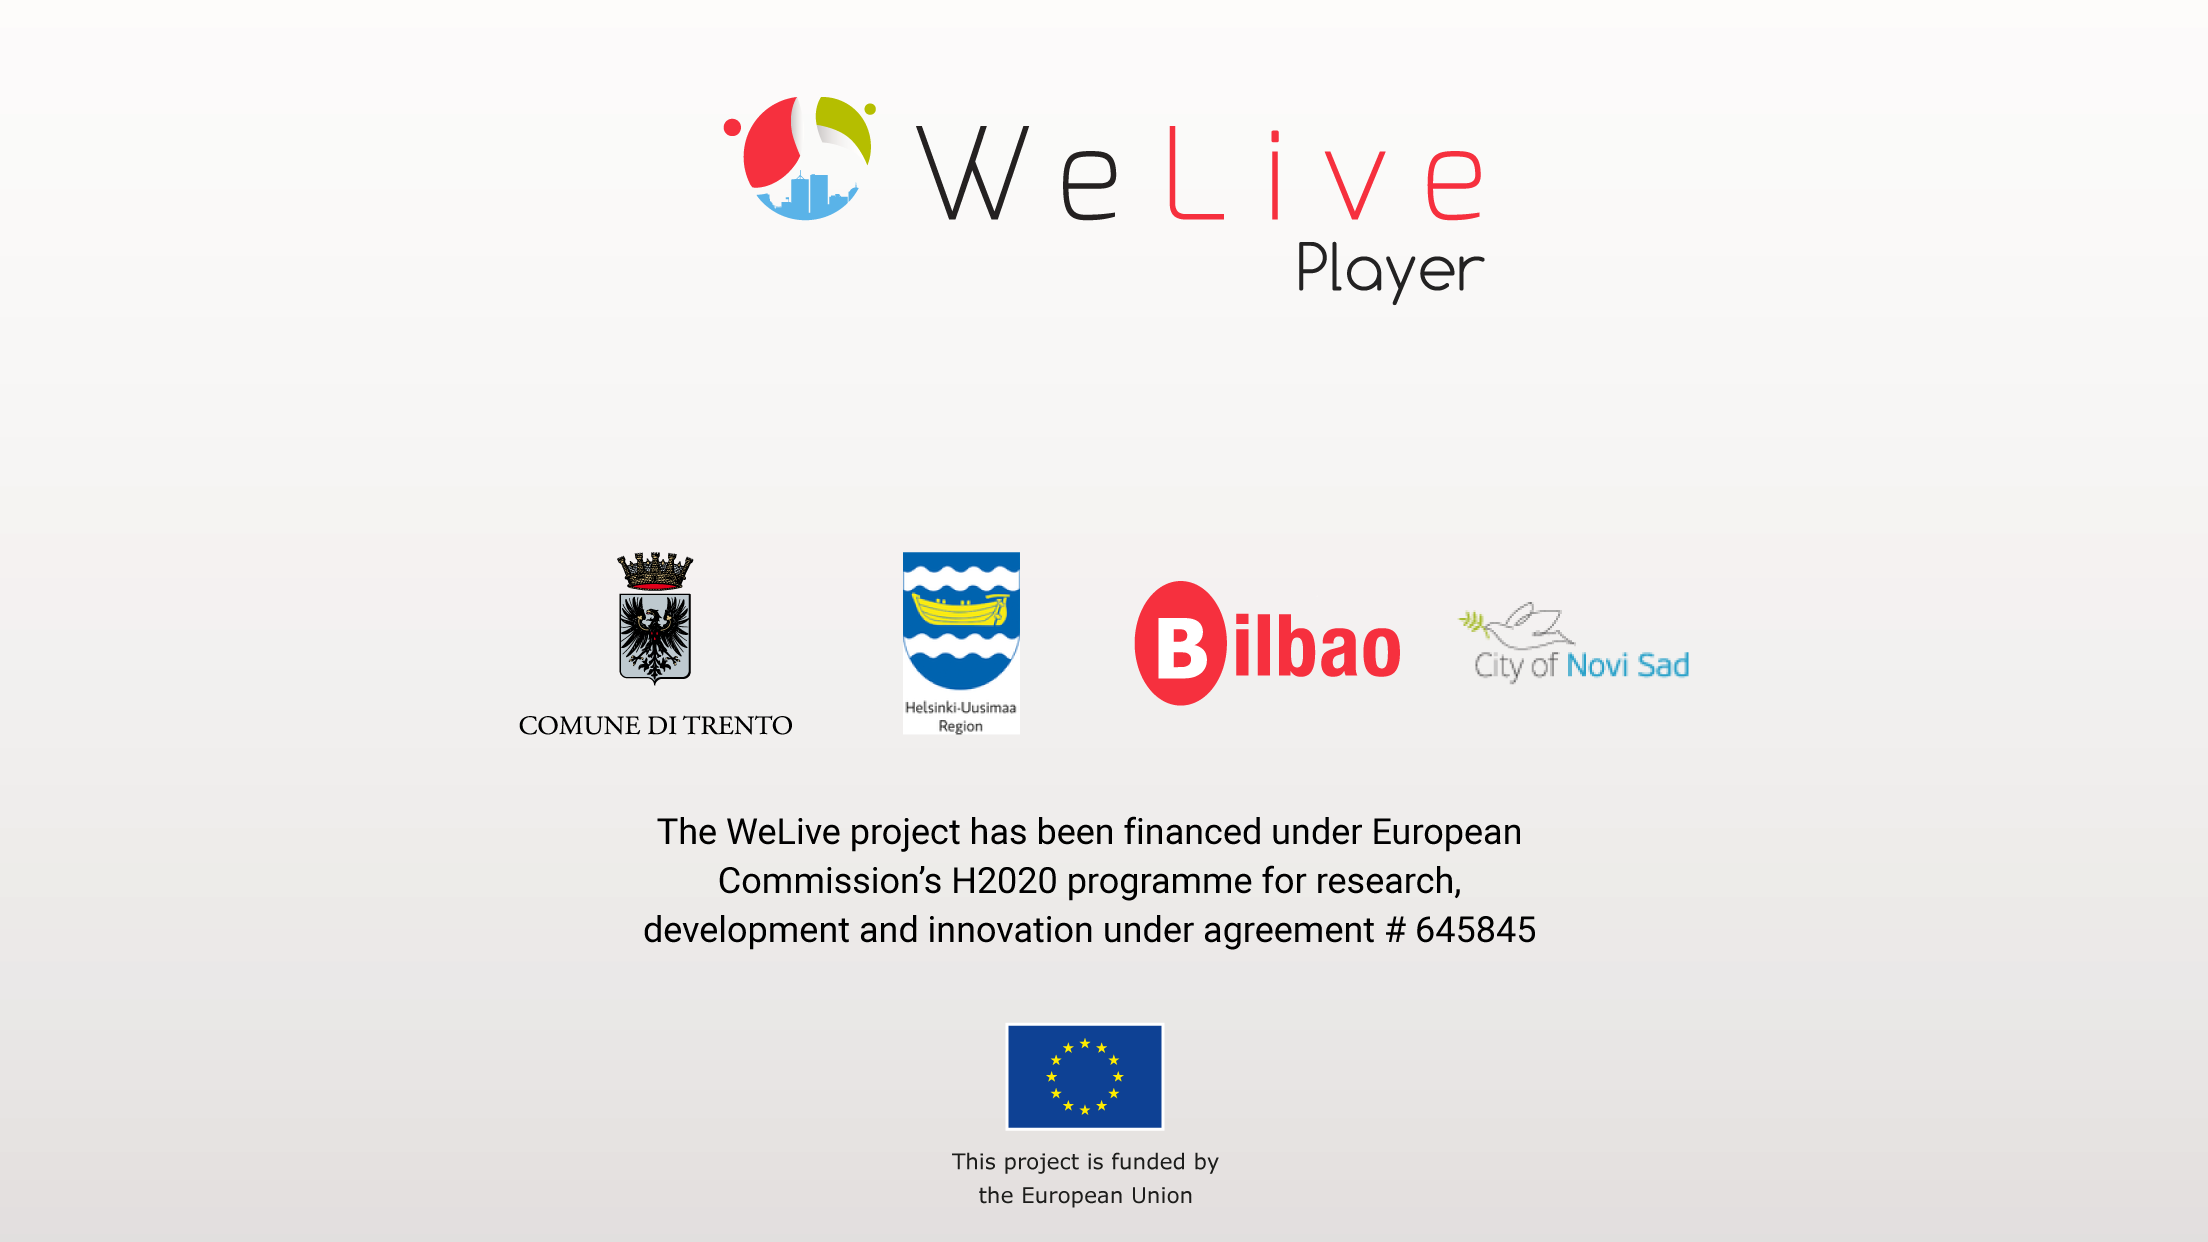 WeLive
Player
COMUNE DI TRENTO
Helsinki-Uusimaa
Region
Bilbao
City of Novi Sad
The WeLive project has been financed under European
Commission’s H2020 programme for research,
development and innovation under agreement # 645845
This project is funded by
the European Union